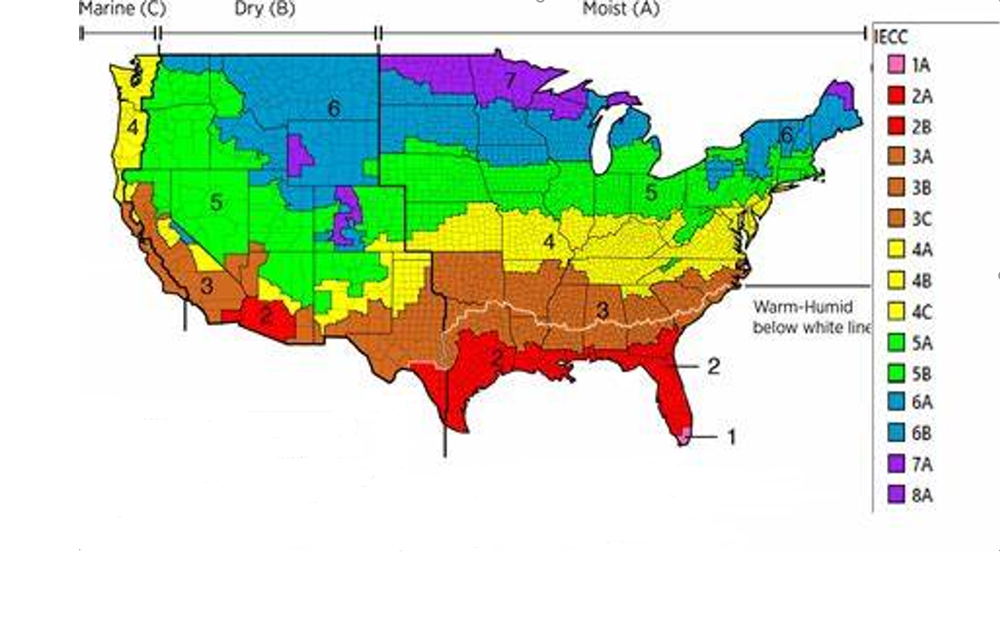 Marine (C)
Dry (B)
Moist (A)
IECC
1A
2A
2B
3A
3B
3C
4A
4B
4C
5A
5B
6A
6B
7A
8A
7
6
6
4
5
5
4
3
3
2
2
Warm-Humid
below white line
2
1